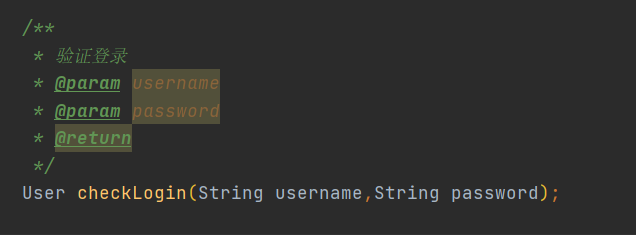 /**
* 验证登录
* @param username
* @param password
* @return
*/
User checkLogin(String username,String password);